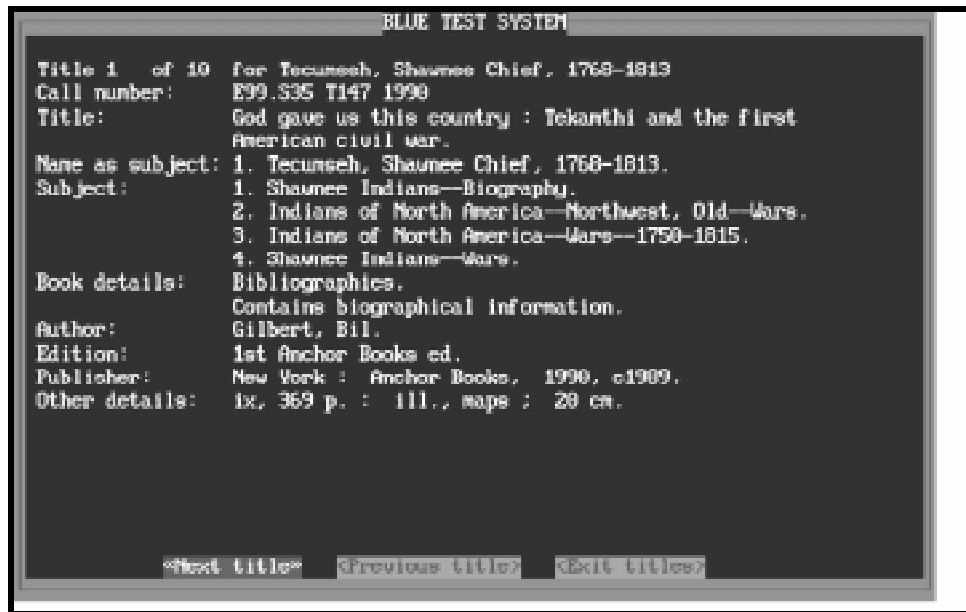 BLUE TEST SYSTEM
Title 1 of 10 for Tecumseh, Shawnee Chief, 1768-1813
Call number: E99.S35 T147 1990
Title: God gave us this country : Tekamthi and the first
American civil war.
Name as subject: 1. Tecumseh, Shawnee Chief, 1768-1813.
Subject: 1. Shawnee Indians--Biography.
2. Indians of North America--Northwest, Old--Wars.
3. Indians of North America--Wars--1750-1815.
4. Shawnee Indians--Wars.
Book details: Bibliographies.
Contains biographical information.
Author: Gilbert, Bil.
Edition: 1st Anchor Books ed.
Publisher: New York : Anchor Books, 1990, c1989.
Other details: ix, 369 p. : ill., maps ; 20 cm.
«Next title» <Previous title> <Exit titles>